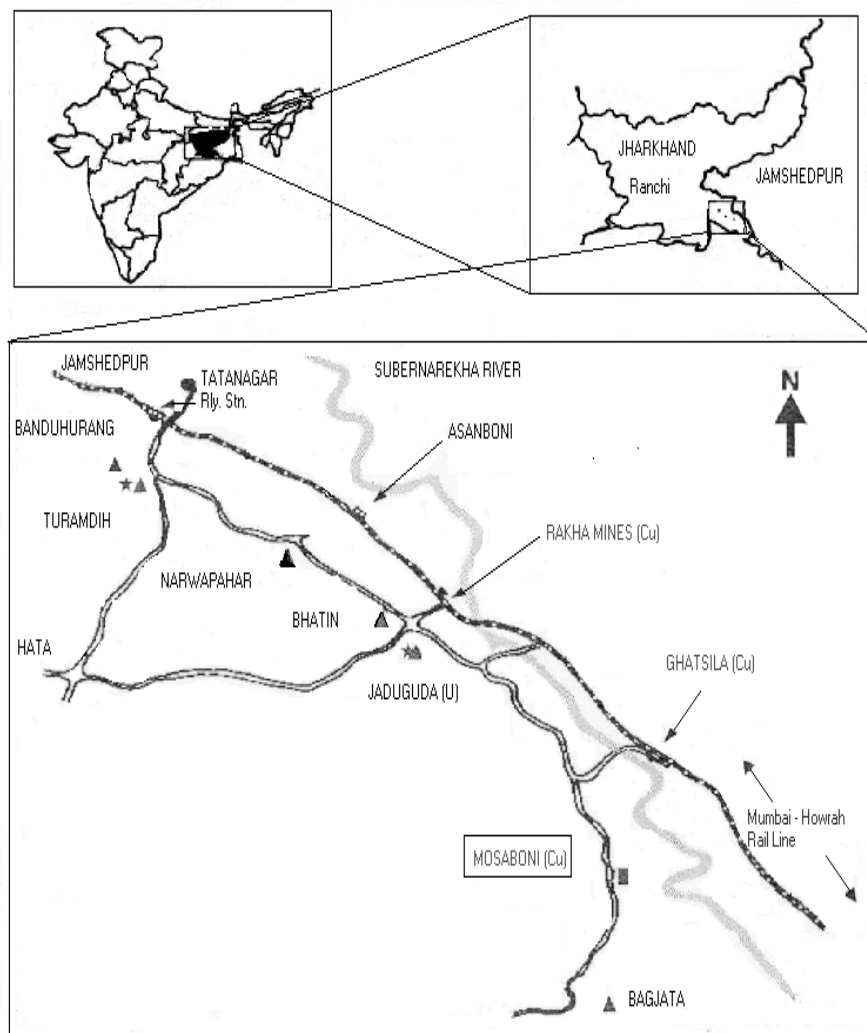 JHARKHAND
Ranchi
JAMSHEDPUR
JAMSHEDPUR
TATANAGAR
Rly. Stn.
SUBERNAREKHA RIVER
N
BANDUHURANG
ASANBONI
TURAMDIH
RAKHA MINES (Cu)
NARWAPAHAR
BHATIN
HATA
GHATSILA (Cu)
JADUGUDA (U)
Mumbai - Howrah
Rail Line
MOSABONI (Cu)
BAGJATA